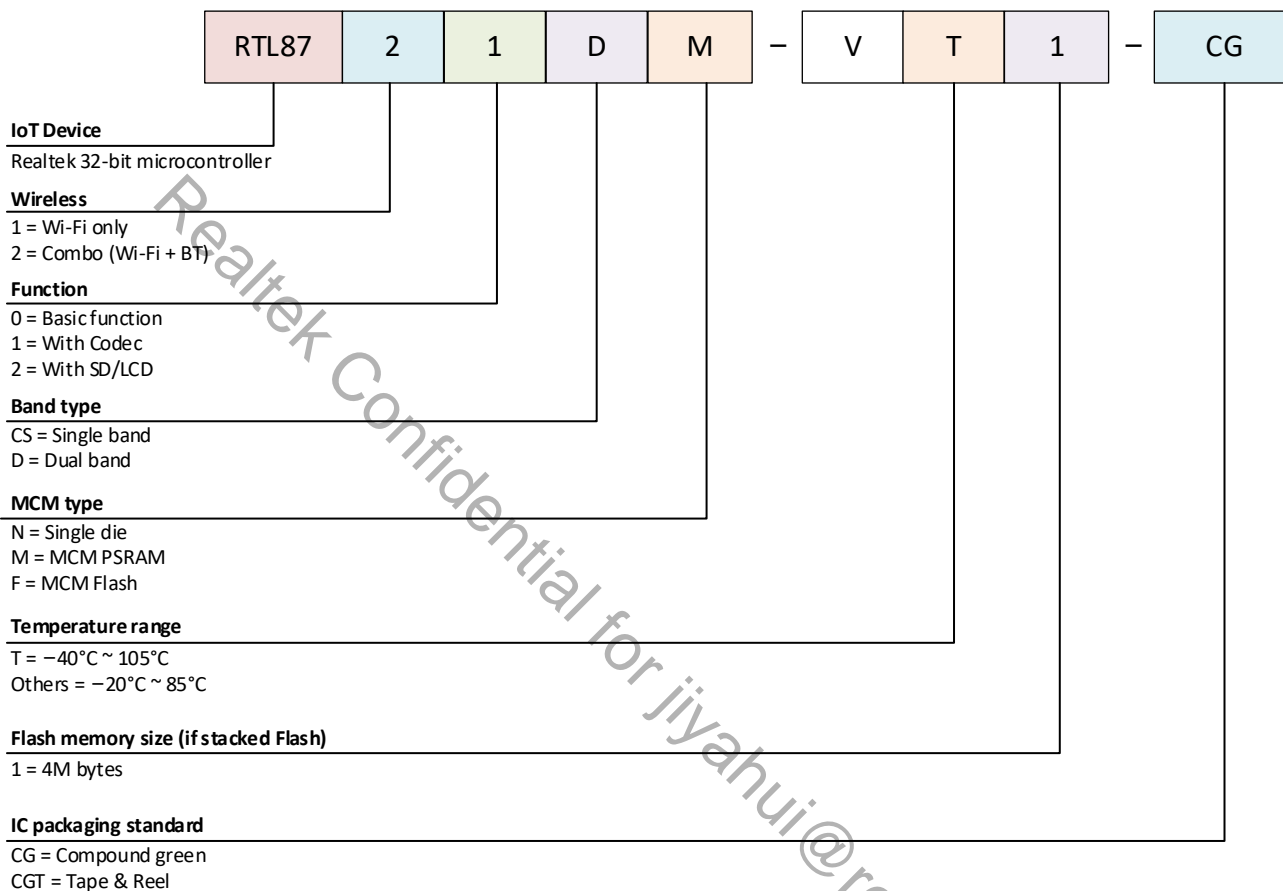 RTL87 2 1 D M – V T 1 – CG
IoT Device
Realtek 32-bit microcontroller
Wireless
1 = Wi-Fi only
2 = Combo (Wi-Fi + BT)
Function
0 = Basic function
1 = With Codec
2 = With SD/LCD
Band type
CS = Single band
D = Dual band
MCM type
N = Single die
M = MCM PSRAM
F = MCM Flash
Temperature range
T = −40°C ~ 105°C
Others = −20°C ~ 85°C
Flash memory size (if stacked Flash)
1 = 4M bytes
IC packaging standard
CG = Compound green
CGT = Tape & Reel
Realtek Confidential for jiyahui@re